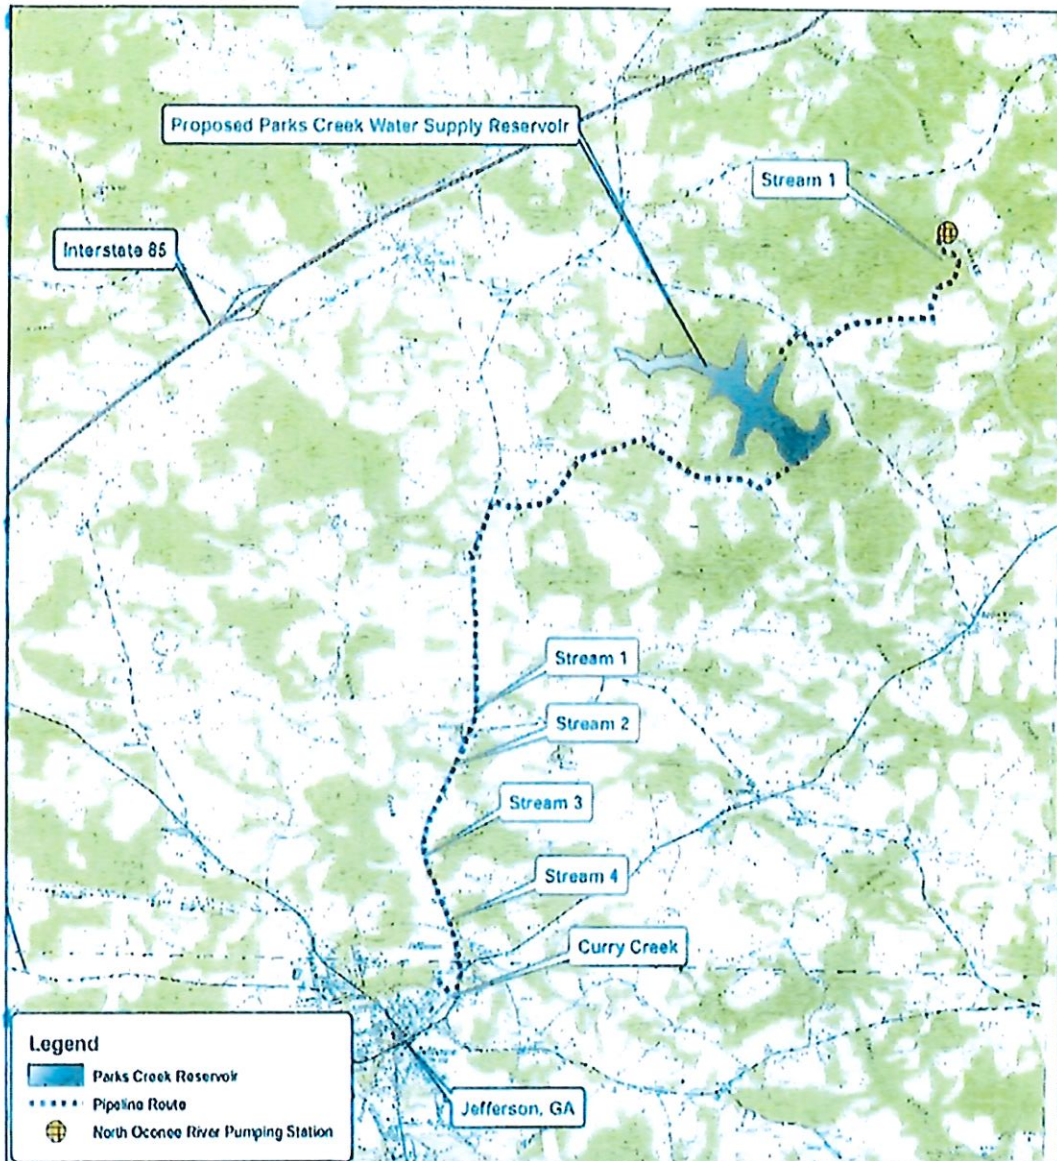 Proposed Parks Creek Water Supply Reservoir
Stream 1
Interstate 85
Stream 1
Stream 2
Stream 3
Stream 4
Curry Creek
Jefferson, GA
Legend
Parks Creek Reservoir
Pipeline Route
North Oconee River Pumping Station